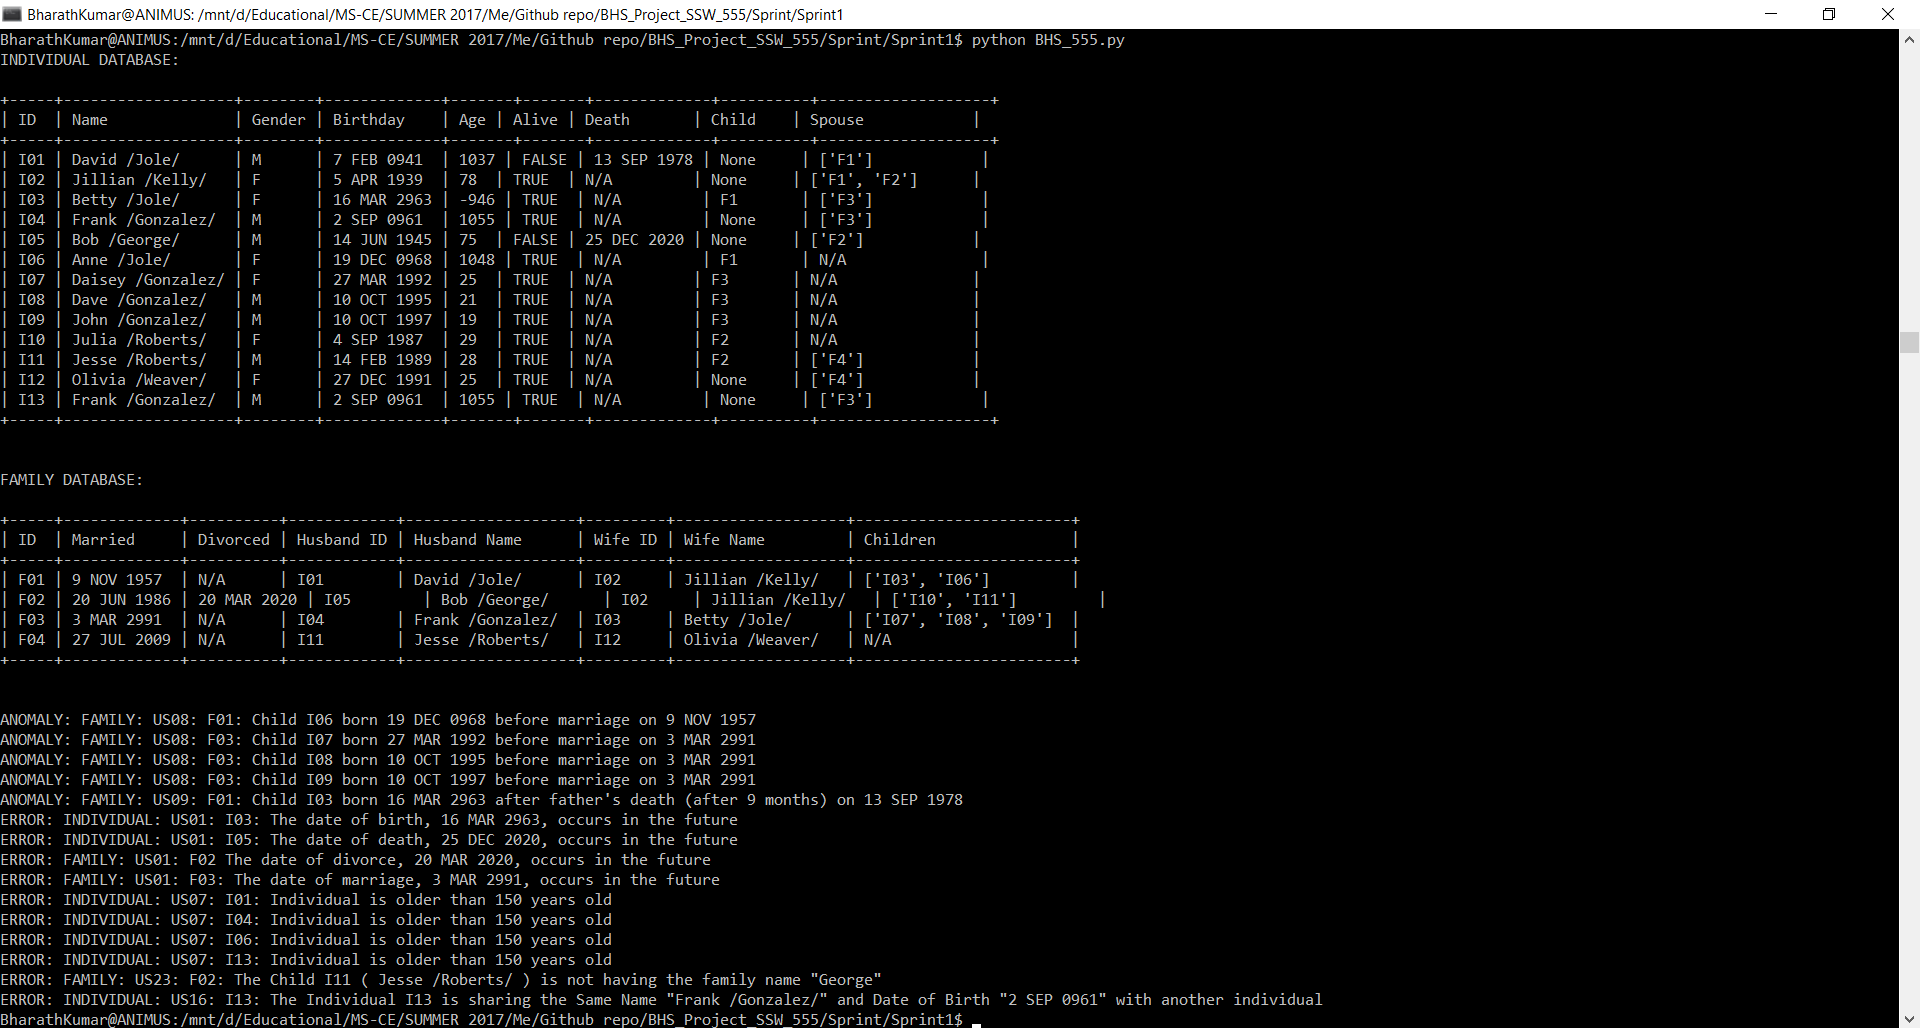 BharathKumar@ANIMUS: /mnt/d/Educational/MS-CE/SUMMER 2017/Me/Github repo/BHS_Project_SSW_555/Sprint/Sprint1
BharathKumar@ANIMUS:/mnt/d/Educational/MS-CE/SUMMER 2017/Me/Github repo/BHS_Project_SSW_555/Sprint/Sprint1$ python BHS_555.py
INDIVIDUAL DATABASE:
+-----+-------------------+--------+-------------+-------+-------+-------------+----------+-------------------+
| ID  | Name              | Gender | Birthday    | Age | Alive | Death       | Child    | Spouse            |
+-----+-------------------+--------+-------------+-------+-------+-------------+----------+-------------------+
| I01 | David /Jole/      | M      | 7 FEB 0941  | 1037 | FALSE | 13 SEP 1978 | None     | ['F1']            |
| I02 | Jillian /Kelly/   | F      | 5 APR 1939  | 78  | TRUE  | N/A         | None     | ['F1', 'F2']      |
| I03 | Betty /Jole/      | F      | 16 MAR 2963 | -946 | TRUE  | N/A         | F1       | ['F3']            |
| I04 | Frank /Gonzalez/  | M      | 2 SEP 0961  | 1055 | TRUE  | N/A         | None     | ['F3']            |
| I05 | Bob /George/      | M      | 14 JUN 1945 | 75  | FALSE | 25 DEC 2020 | None     | ['F2']            |
| I06 | Anne /Jole/       | F      | 19 DEC 0968 | 1048 | TRUE  | N/A         | F1       | N/A               |
| I07 | Daisey /Gonzalez/ | F      | 27 MAR 1992 | 25  | TRUE  | N/A         | F3       | N/A               |
| I08 | Dave /Gonzalez/   | M      | 10 OCT 1995 | 21  | TRUE  | N/A         | F3       | N/A               |
| I09 | John /Gonzalez/   | M      | 10 OCT 1997 | 19  | TRUE  | N/A         | F3       | N/A               |
| I10 | Julia /Roberts/   | F      | 4 SEP 1987  | 29  | TRUE  | N/A         | F2       | N/A               |
| I11 | Jesse /Roberts/   | M      | 14 FEB 1989 | 28  | TRUE  | N/A         | F2       | ['F4']            |
| I12 | Olivia /Weaver/   | F      | 27 DEC 1991 | 25  | TRUE  | N/A         | None     | ['F4']            |
| I13 | Frank /Gonzalez/  | M      | 2 SEP 0961  | 1055 | TRUE  | N/A         | None     | ['F3']            |
+-----+-------------------+--------+-------------+-------+-------+-------------+----------+-------------------+
FAMILY DATABASE:
+-----+-------------+----------+------------+-------------------+---------+------------------+------------------------+
| ID  | Married     | Divorced | Husband ID | Husband Name      | Wife ID | Wife Name         | Children               |
+-----+-------------+----------+------------+-------------------+---------+------------------+------------------------+
| F01 | 9 NOV 1957  | N/A      | I01        | David /Jole/      | I02     | Jillian /Kelly/   | ['I03', 'I06']         |
| F02 | 20 JUN 1986 | 20 MAR 2020 | I05        | Bob /George/      | I02     | Jillian /Kelly/   | ['I10', 'I11']         |
| F03 | 3 MAR 2991  | N/A      | I04        | Frank /Gonzalez/  | I03     | Betty /Jole/      | ['I07', 'I08', 'I09']  |
| F04 | 27 JUL 2009 | N/A      | I11        | Jesse /Roberts/   | I12     | Olivia /Weaver/   | N/A                    |
+-----+-------------+----------+------------+-------------------+---------+------------------+------------------------+
ANOMALY: FAMILY: US08: F01: Child I06 born 19 DEC 0968 before marriage on 9 NOV 1957
ANOMALY: FAMILY: US08: F03: Child I07 born 27 MAR 1992 before marriage on 3 MAR 2991
ANOMALY: FAMILY: US08: F03: Child I08 born 10 OCT 1995 before marriage on 3 MAR 2991
ANOMALY: FAMILY: US08: F03: Child I09 born 10 OCT 1997 before marriage on 3 MAR 2991
ANOMALY: FAMILY: US09: F01: Child I03 born 16 MAR 2963 after father's death (after 9 months) on 13 SEP 1978
ERROR: INDIVIDUAL: US01: I03: The date of birth, 16 MAR 2963, occurs in the future
ERROR: INDIVIDUAL: US01: I05: The date of death, 25 DEC 2020, occurs in the future
ERROR: FAMILY: US01: F02 The date of divorce, 20 MAR 2020, occurs in the future
ERROR: FAMILY: US01: F03: The date of marriage, 3 MAR 2991, occurs in the future
ERROR: INDIVIDUAL: US07: I01: Individual is older than 150 years old
ERROR: INDIVIDUAL: US07: I04: Individual is older than 150 years old
ERROR: INDIVIDUAL: US07: I06: Individual is older than 150 years old
ERROR: INDIVIDUAL: US07: I13: Individual is older than 150 years old
ERROR: FAMILY: US23: F02: The Child I11 ( Jesse /Roberts/ ) is not having the family name "George"
ERROR: INDIVIDUAL: US16: I13: The Individual I13 is sharing the Same Name "Frank /Gonzalez/" and Date of Birth "2 SEP 0961" with another individual
BharathKumar@ANIMUS:/mnt/d/Educational/MS-CE/SUMMER 2017/Me/Github repo/BHS_Project_SSW_555/Sprint/Sprint1$